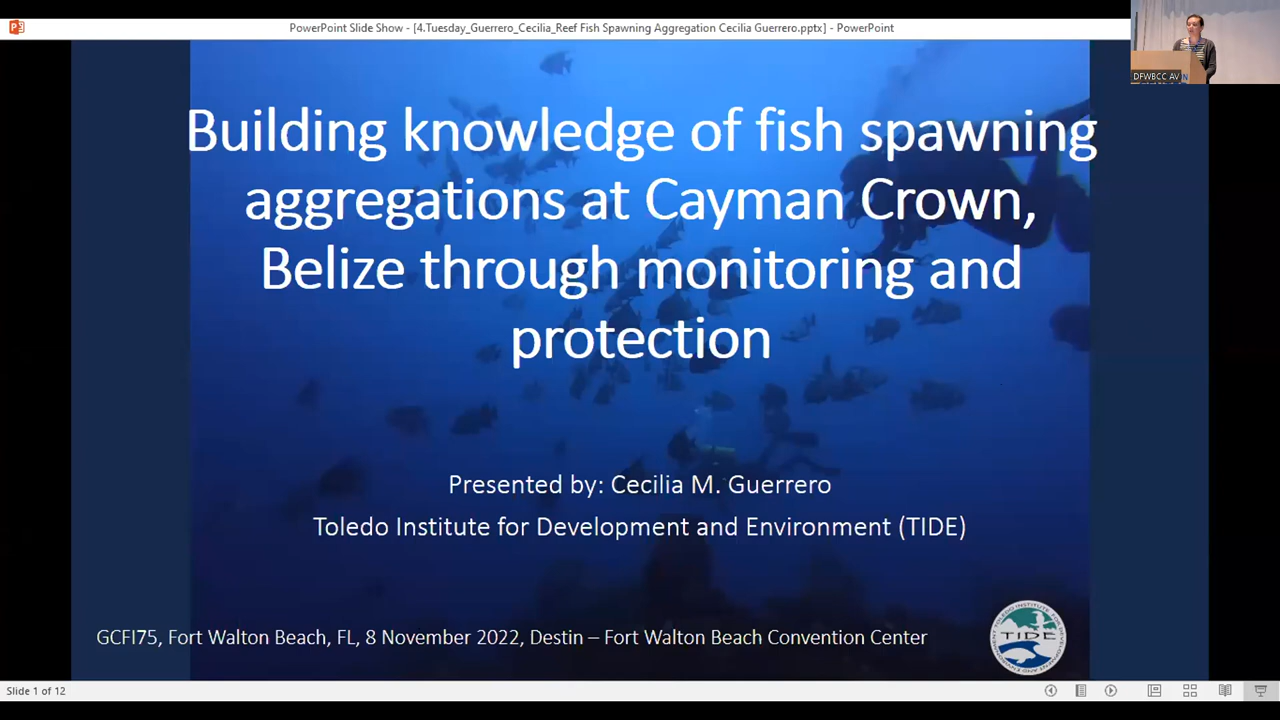 PowerPoint Slide Show - [4.Tuesday_Guerrero_Cecilia_Reef Fish Spawning Aggregation Cecilia Guerrero.pptx] - PowerPoint
DFWBCC AV
Building knowledge of fish spawning
aggregations at Cayman Crown,
Belize through monitoring and
protection
Presented by: Cecilia M. Guerrero
Toledo Institute for Development and Environment (TIDE)
GCFI75, Fort Walton Beach, FL, 8 November 2022, Destin – Fort Walton Beach Convention Center
TIDE
Slide 1 of 12